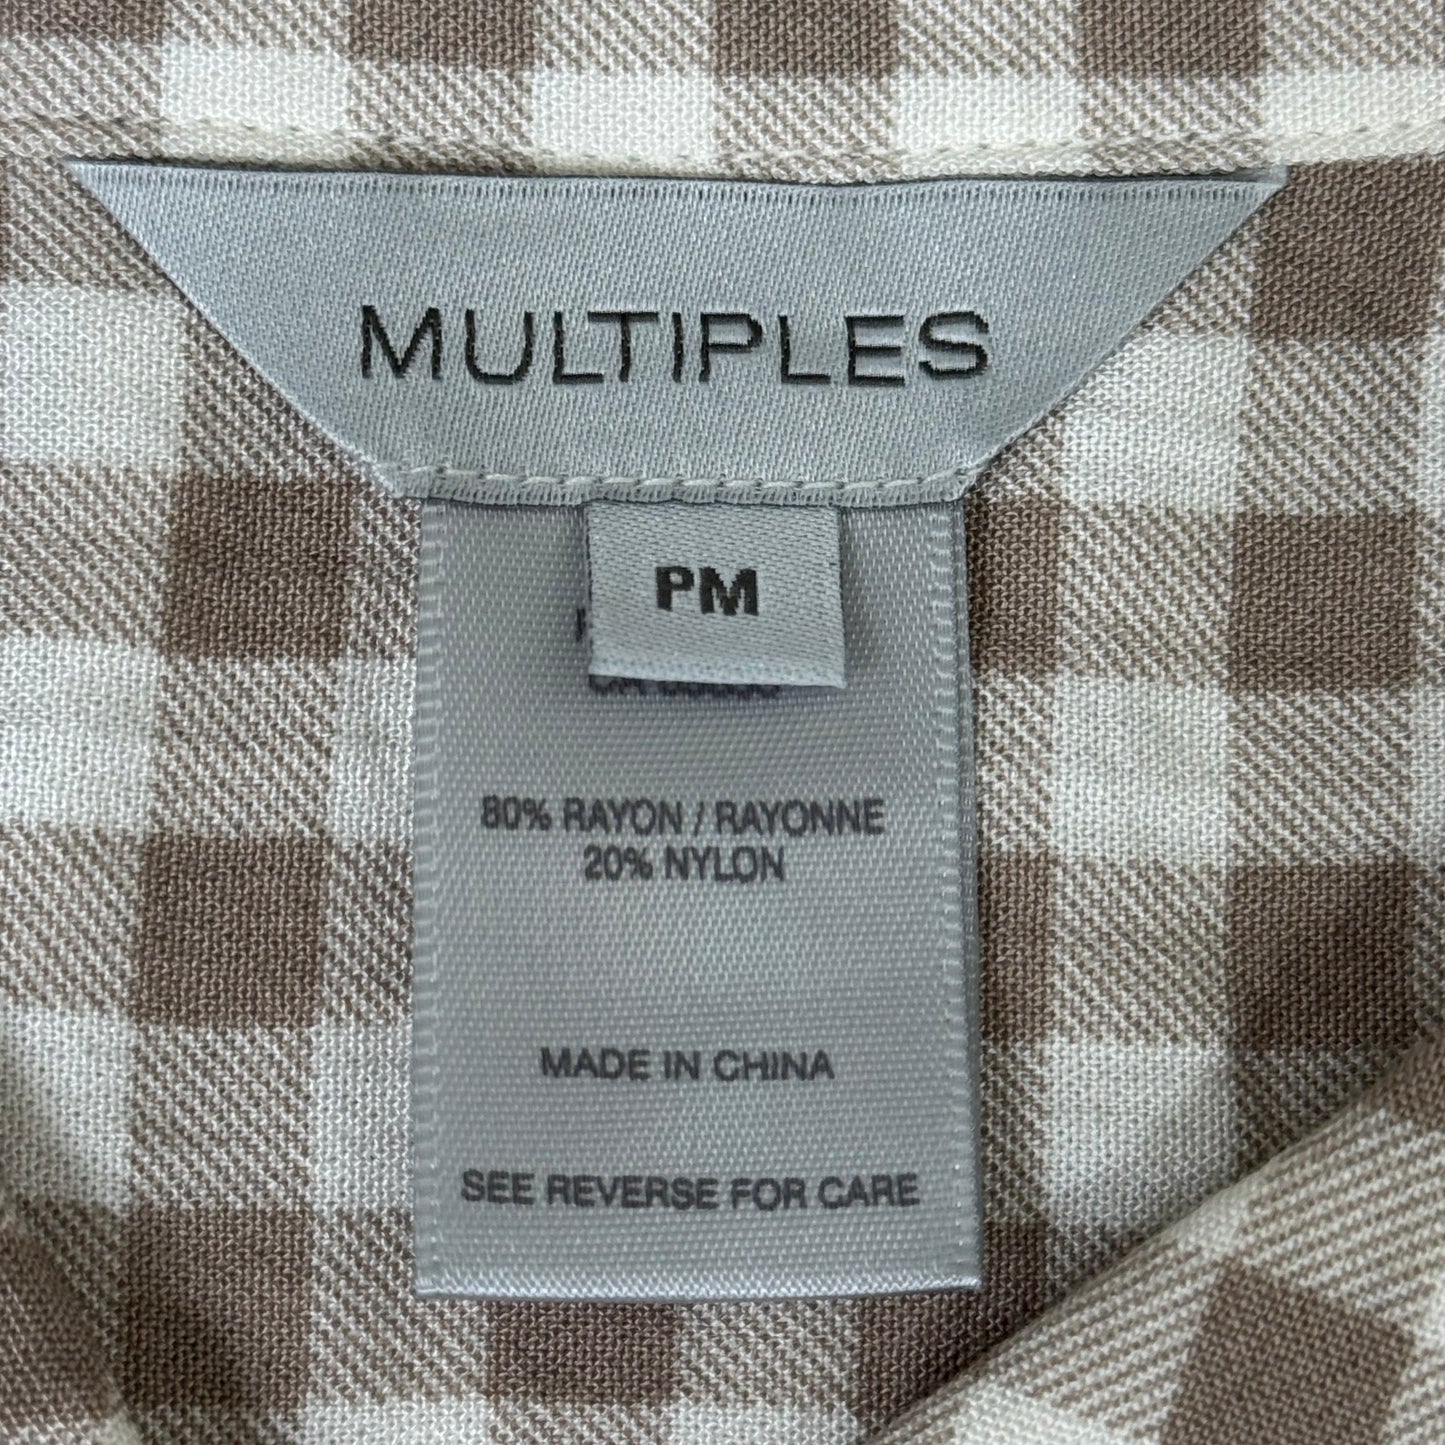 MULTIPLES
PM
80% RAYON / RAYONNE
20% NYLON
MADE IN CHINA
SEE REVERSE FOR CARE